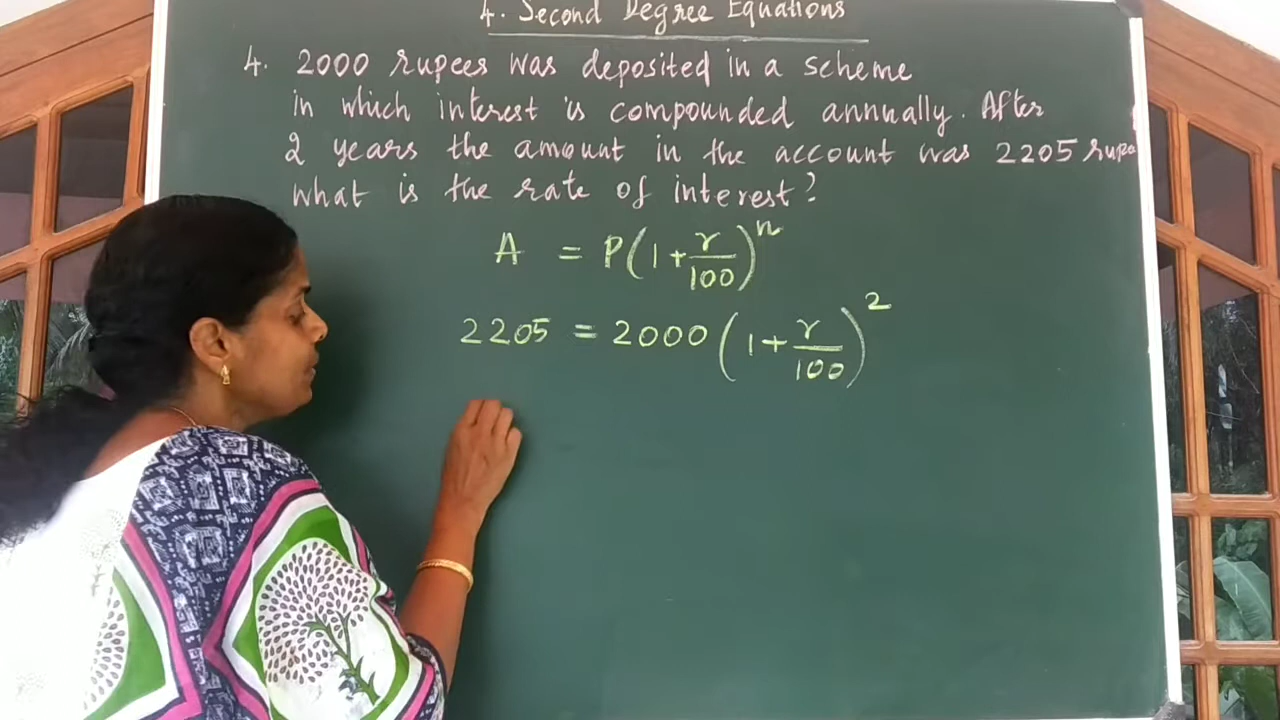 4. Second Degree Equations
4. 2000 rupees was deposited in a scheme
in which interest is compounded annually. After
2 years the amount in the account was 2205
what is the rate of interest?
A = P(1+r/100)^n
2205 = 2000(1+r/100)^2